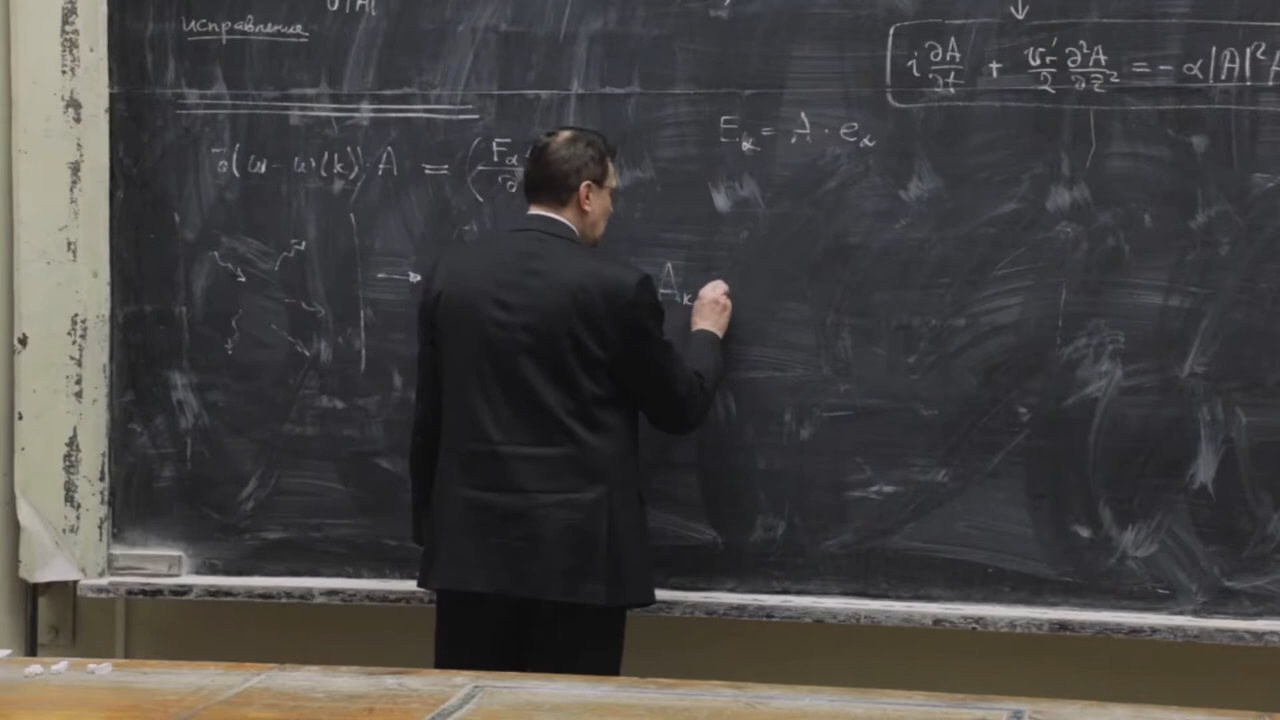 исправление
i ∂A/∂t + v'г/2 ∂²A/∂z² = -α|A|²A
E_α = A · e_α
(ω - ω(k)) · A = (F_α
→
A_k